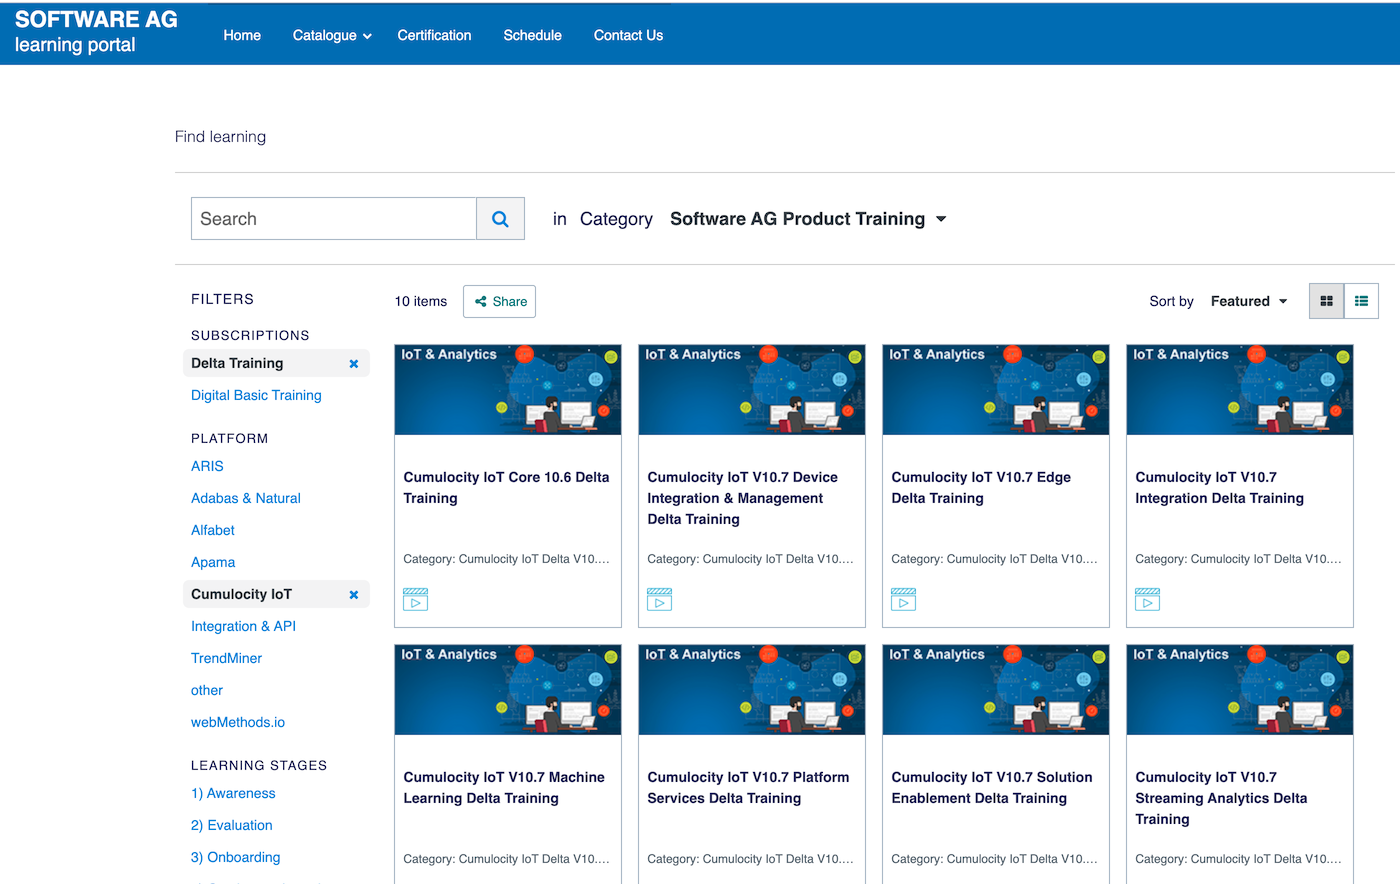 SOFTWARE AG
learning portal
Home
Catalogue
Certification
Schedule
Contact Us
Find learning
Search
in Category Software AG Product Training
FILTERS
SUBSCRIPTIONS
Delta Training
Digital Basic Training
PLATFORM
ARIS
Adabas & Natural
Alfabet
Apama
Cumulocity IoT
Integration & API
TrendMiner
other
webMethods.io
LEARNING STAGES
1) Awareness
2) Evaluation
3) Onboarding
10 items
Share
Sort by Featured
IoT & Analytics
Cumulocity IoT Core 10.6 Delta
Training
Category: Cumulocity IoT Delta V10....
IoT & Analytics
Cumulocity IoT V10.7 Device
Integration & Management
Delta Training
Category: Cumulocity IoT Delta V10....
IoT & Analytics
Cumulocity IoT V10.7 Edge
Delta Training
Category: Cumulocity IoT Delta V10....
IoT & Analytics
Cumulocity IoT V10.7
Integration Delta Training
Category: Cumulocity IoT Delta V10....
IoT & Analytics
Cumulocity IoT V10.7 Machine
Learning Delta Training
Category: Cumulocity IoT Delta V10....
IoT & Analytics
Cumulocity IoT V10.7 Platform
Services Delta Training
Category: Cumulocity IoT Delta V10....
IoT & Analytics
Cumulocity IoT V10.7 Solution
Enablement Delta Training
Category: Cumulocity IoT Delta V10....
IoT & Analytics
Cumulocity IoT V10.7
Streaming Analytics Delta
Training
Category: Cumulocity IoT Delta V10....